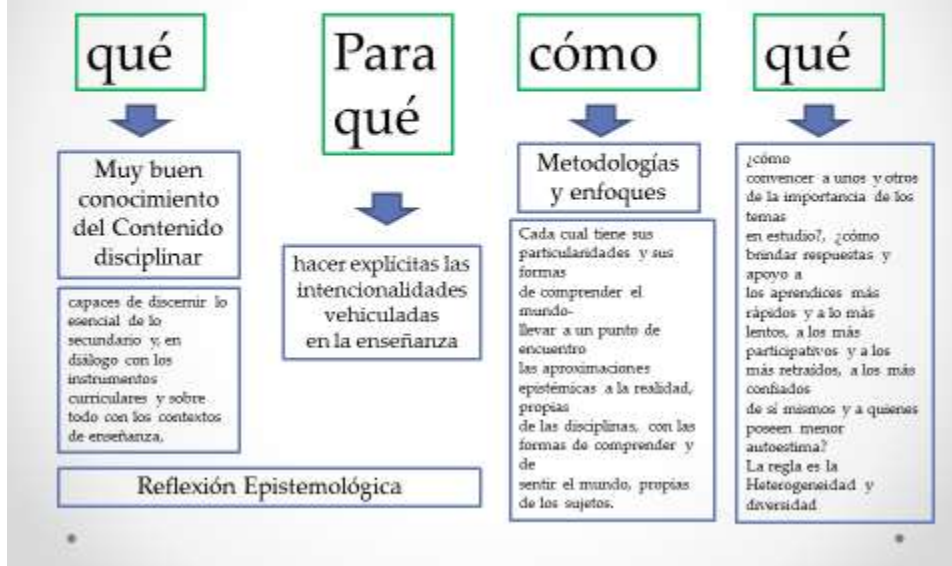 qué
Muy buen
conocimiento
del Contenido
disciplinar
capaces de discernir lo
esencial de lo
secundario y, en
diálogo con los
instrumentos
curriculares y sobre
todo con los contextos
de enseñanza,
Para
qué
hacer explícitas las
intencionalidades
vehiculadas
en la enseñanza
Reflexión Epistemológica
cómo
Metodologías
y enfoques
Cada cual tiene sus
particularidades y sus
formas
de comprender el
mundo-
llevar a un punto de
encuentro
las aproximaciones
epistémicas a la realidad,
propias
de las disciplinas, con las
formas de comprender y
de
sentir el mundo, propias
de los sujetos.
qué
¿cómo
convencer a unos y otros
de la importancia de los
temas
en estudio?, ¿cómo
brindar respuestas y
apoyo a
los aprendices más
rápidos y a lo más
lentos, a los más
participativos y a los
más retraídos, a los más
confiados
de sí mismos y a quienes
poseen menor
autoestima?
La regla es la
Heterogeneidad y
diversidad